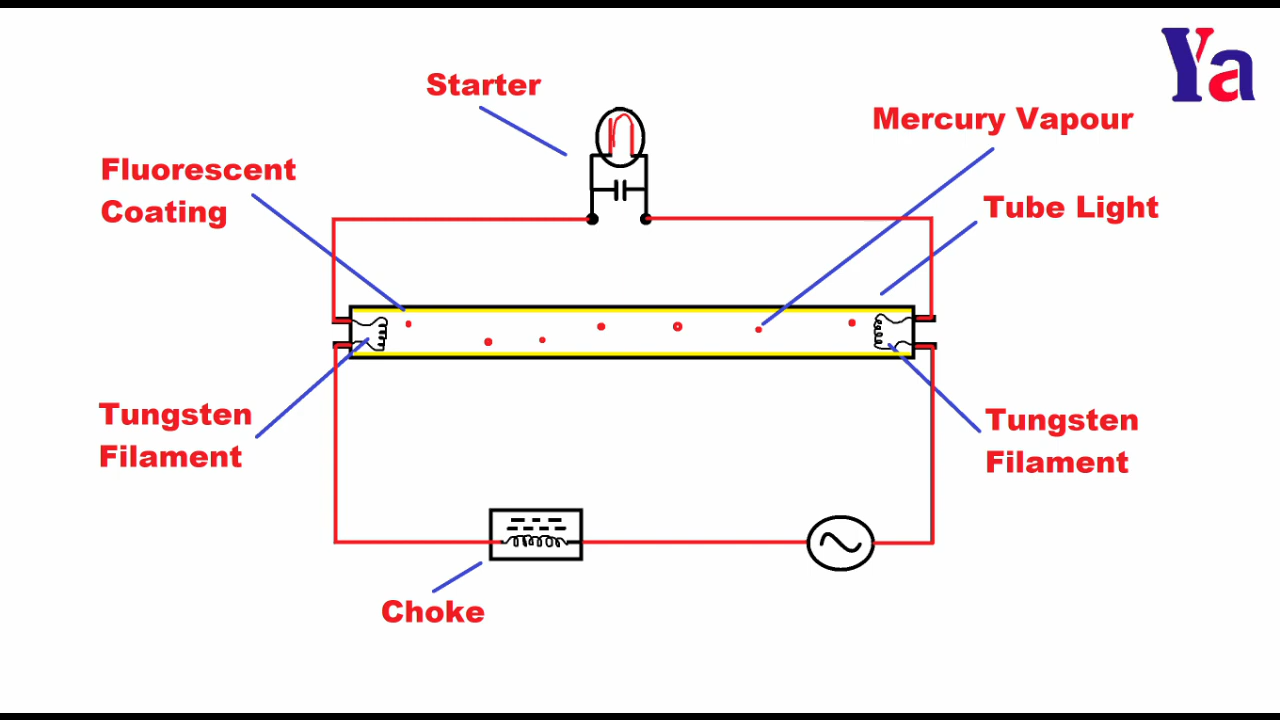 Ya
Starter
Mercury Vapour
Fluorescent
Coating
Tube Light
Tungsten
Filament
Tungsten
Filament
Choke